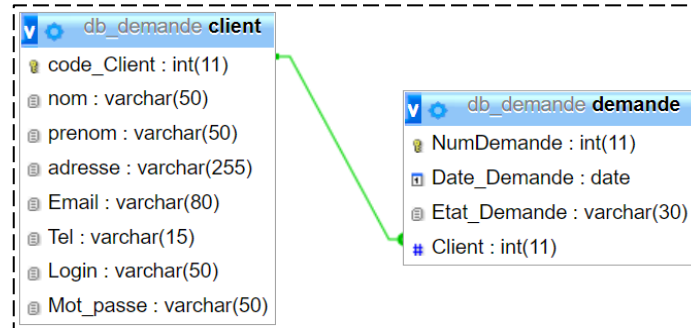 v db_demande client
code_Client : int(11)
nom : varchar(50)
prenom : varchar(50)
adresse : varchar(255)
Email : varchar(80)
Tel : varchar(15)
Login : varchar(50)
Mot_passe : varchar(50)
v db_demande demande
NumDemande : int(11)
Date_Demande : date
Etat_Demande : varchar(30)
# Client : int(11)